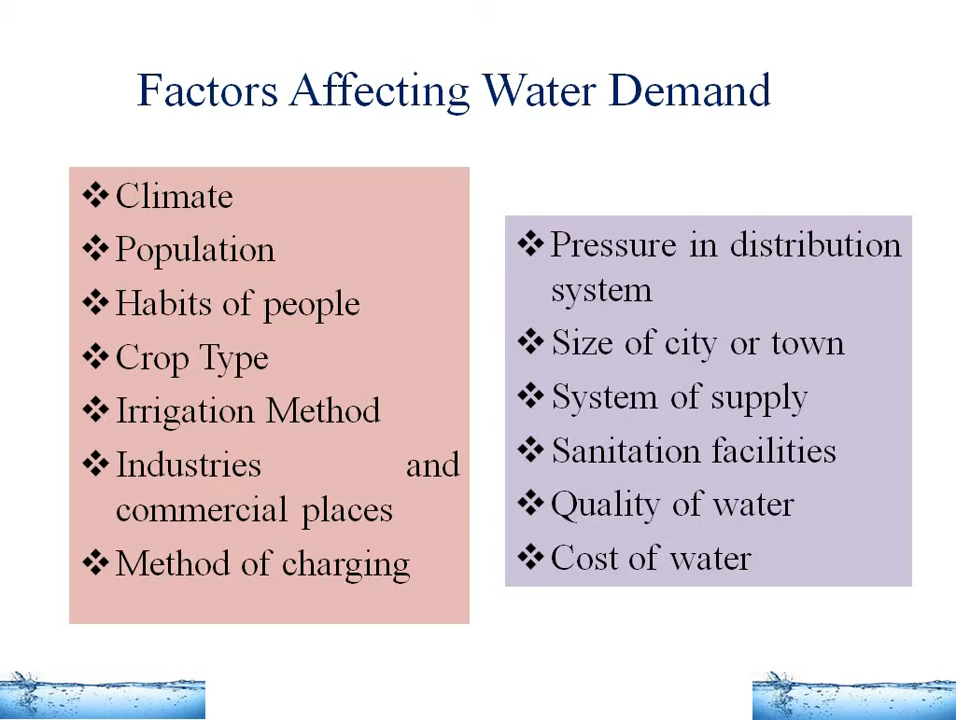 Factors Affecting Water Demand
❖ Climate
❖ Population
❖ Habits of people
❖ Crop Type
❖ Irrigation Method
❖ Industries and
commercial places
❖ Method of charging
❖ Pressure in distribution
system
❖ Size of city or town
❖ System of supply
❖ Sanitation facilities
❖ Quality of water
❖ Cost of water